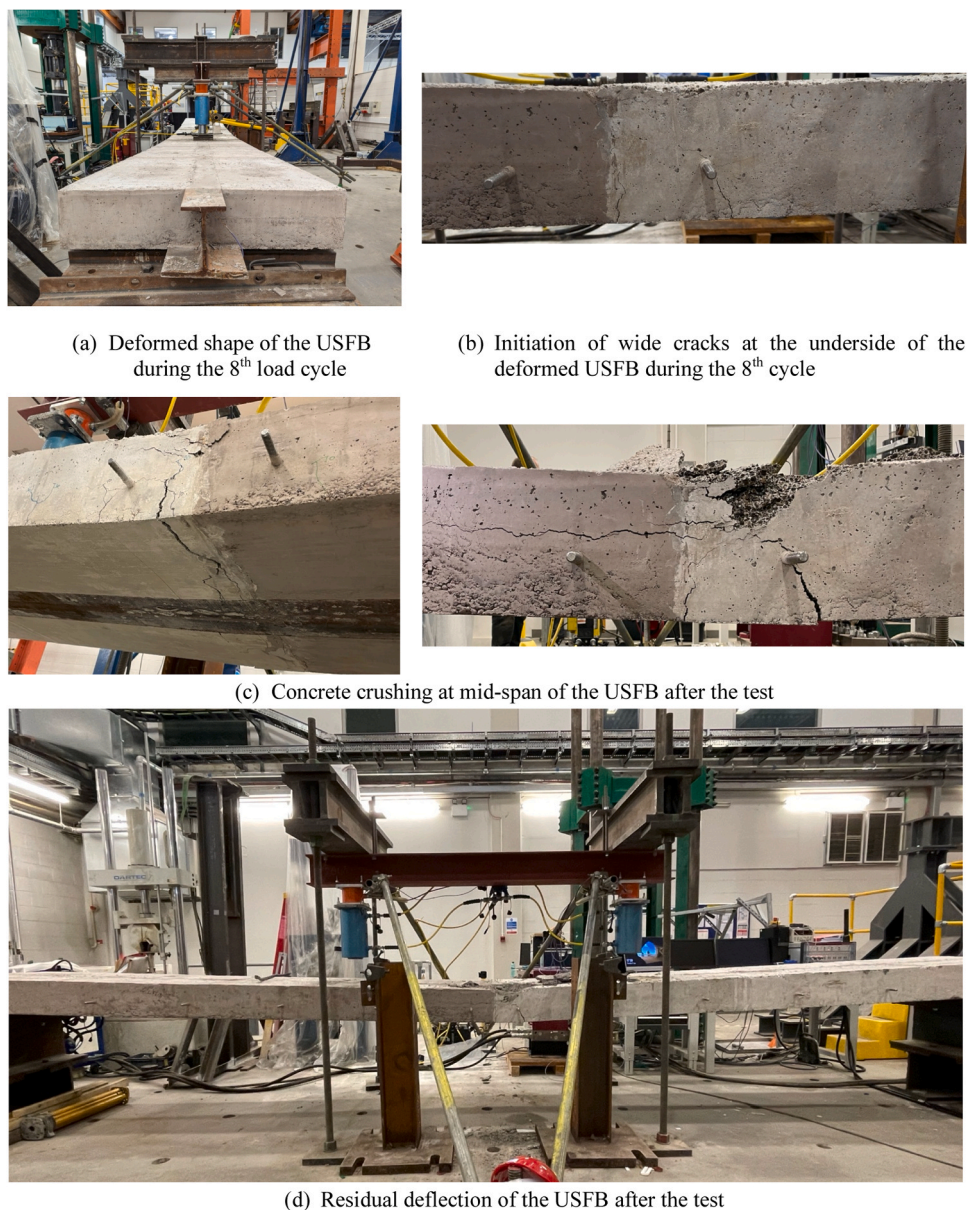 (a) Deformed shape of the USFB
during the 8th load cycle
(b) Initiation of wide cracks at the underside of the
deformed USFB during the 8th cycle
(c) Concrete crushing at mid-span of the USFB after the test
DARTEC
(d) Residual deflection of the USFB after the test